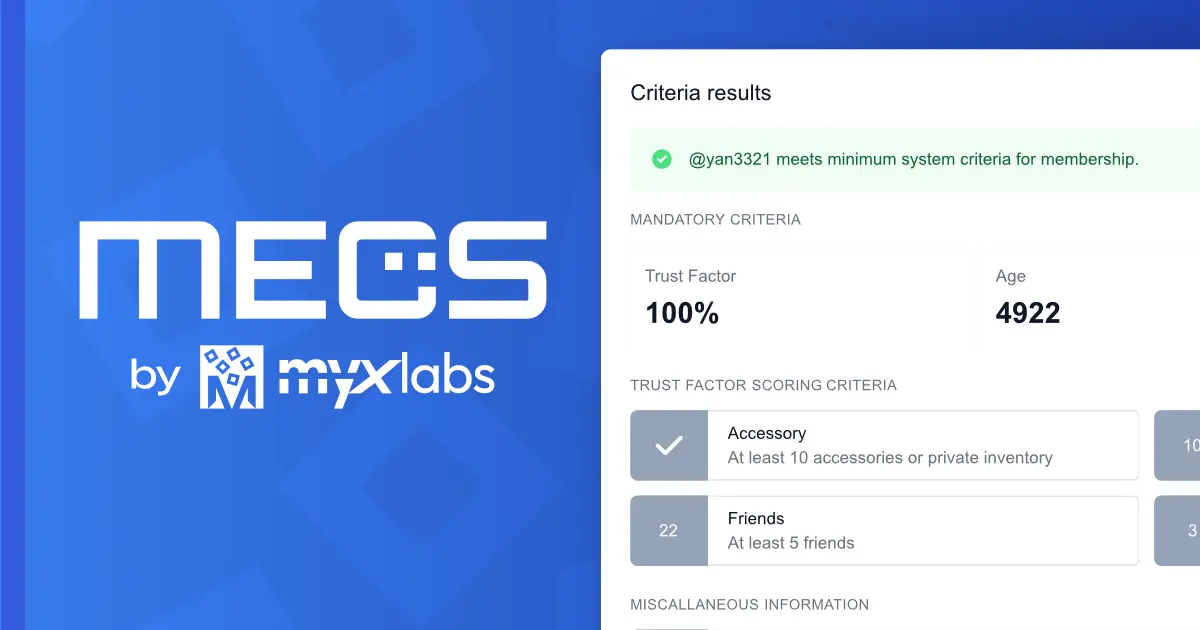 MECS
by myxlabs
Criteria results
@yan3321 meets minimum system criteria for membership.
MANDATORY CRITERIA
Trust Factor
100%
Age
4922
TRUST FACTOR SCORING CRITERIA
Accessory
At least 10 accessories or private inventory
10
22
Friends
At least 5 friends
3
MISCALLANEOUS INFORMATION